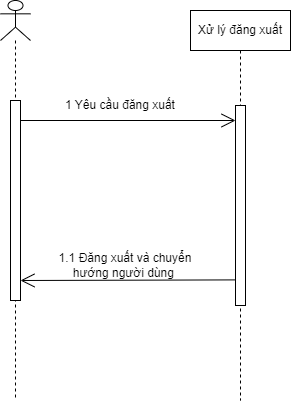 Xử lý đăng xuất
1 Yêu cầu đăng xuất
1.1 Đăng xuất và chuyển
hướng người dùng